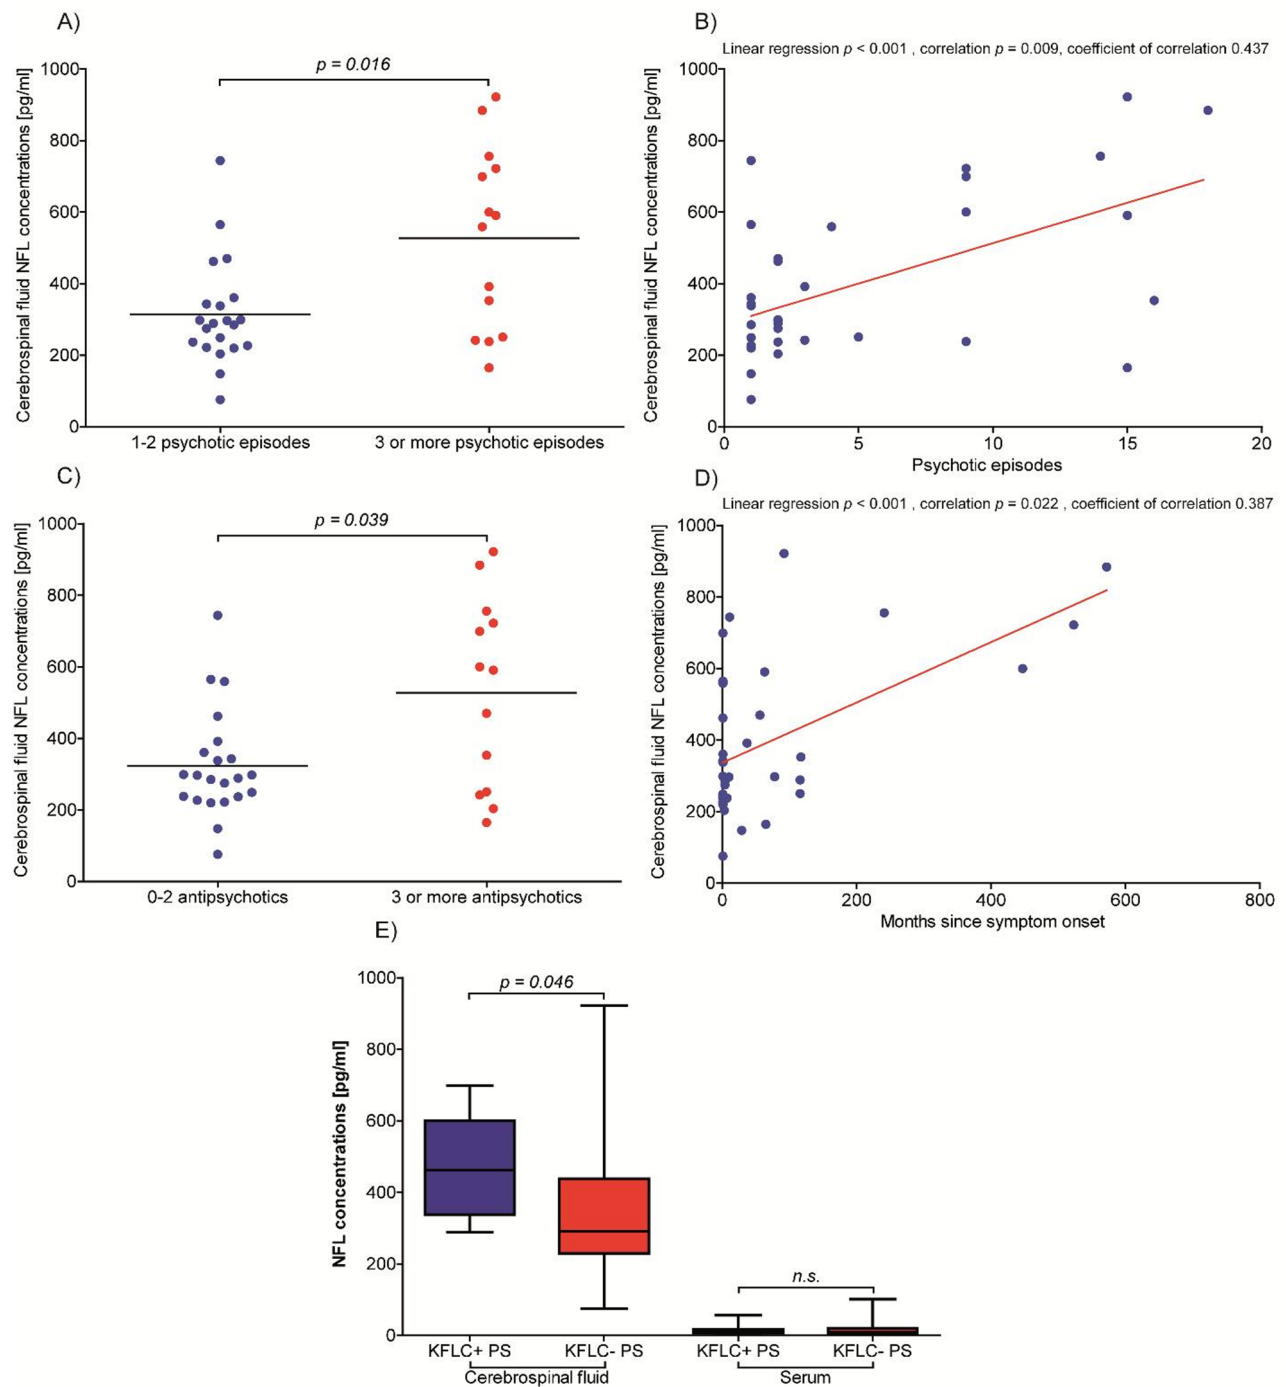 A)
Cerebrospinal fluid NFL concentrations [pg/ml]
1000
800
600
400
200
0
p = 0.016
1-2 psychotic episodes
3 or more psychotic episodes
B)
Linear regression p < 0.001 , correlation p = 0.009, coefficient of correlation 0.437
Cerebrospinal fluid NFL concentrations [pg/ml]
1000
800
600
400
200
0
0 5 10 15 20
Psychotic episodes
C)
Cerebrospinal fluid NFL concentrations [pg/ml]
1000
800
600
400
200
0
p = 0.039
0-2 antipsychotics
3 or more antipsychotics
D)
Linear regression p < 0.001 , correlation p = 0.022 , coefficient of correlation 0.387
Cerebrospinal fluid NFL concentrations [pg/ml]
1000
800
600
400
200
0
0 200 400 600 800
Months since symptom onset
E)
NFL concentrations [pg/ml]
1000
800
600
400
200
0
p = 0.046
n.s.
KFLC+ PS KFLC- PS KFLC+ PS KFLC- PS
Cerebrospinal fluid Serum